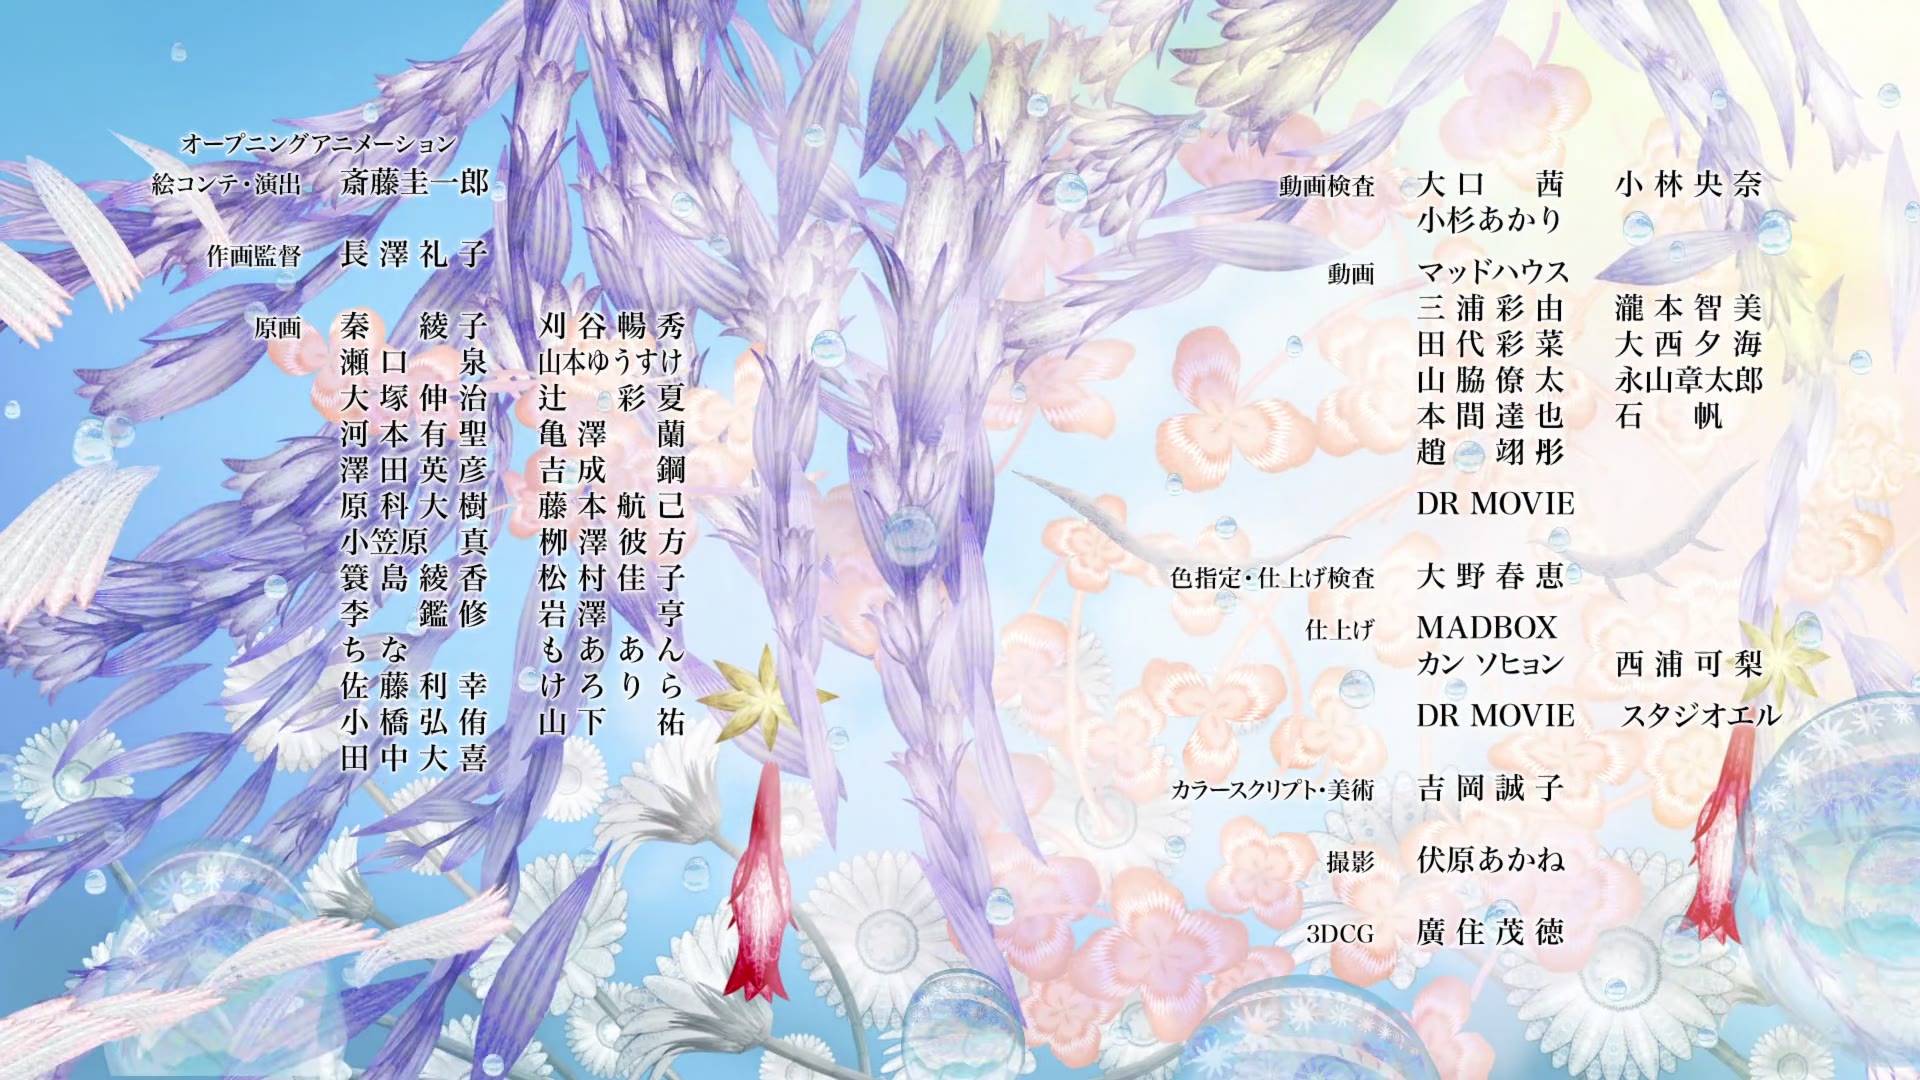 オープニングアニメーション
絵コンテ・演出 斎藤圭一郎
作画監督 長澤礼子
原画 秦 綾子 刈谷暢秀
瀬口 泉 山本ゆうすけ
大塚伸治 辻 彩夏
河本有聖 亀澤 蘭
澤田英彦 吉成 鋼
原科大樹 藤本航己
小笠原 真 栁澤彼方
簑島綾香 松村佳子
李 鑑修 岩澤 亨
ちな もああん
佐藤利幸 けろりら
小橋弘侑 山下 祐
田中大喜
動画検査 大口 茜 小林央奈
小杉あかり
動画 マッドハウス
三浦彩由 瀧本智美
田代彩菜 大西夕海
山脇僚太 永山章太郎
本間達也 石 帆
趙 翊彤
DR MOVIE
色指定・仕上げ検査 大野春恵
仕上げ MADBOX
カン ソヒョン 西浦可梨
DR MOVIE スタジオエル
カラースクリプト・美術 吉岡誠子
撮影 伏原あかね
3DCG 廣住茂徳